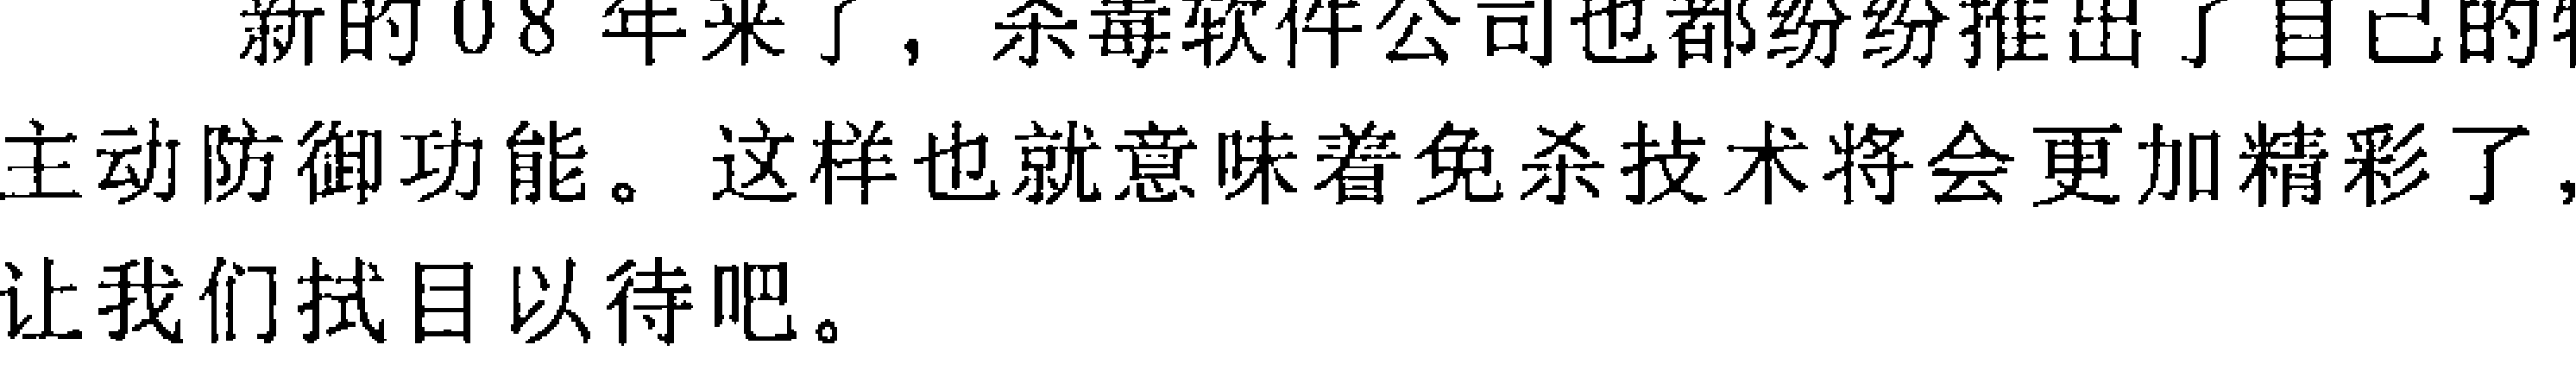 新的08年来了，杀毒软件公司也都纷纷推出了自己的
主动防御功能。这样也就意味着免杀技术将会更加精彩了，
让我们拭目以待吧。